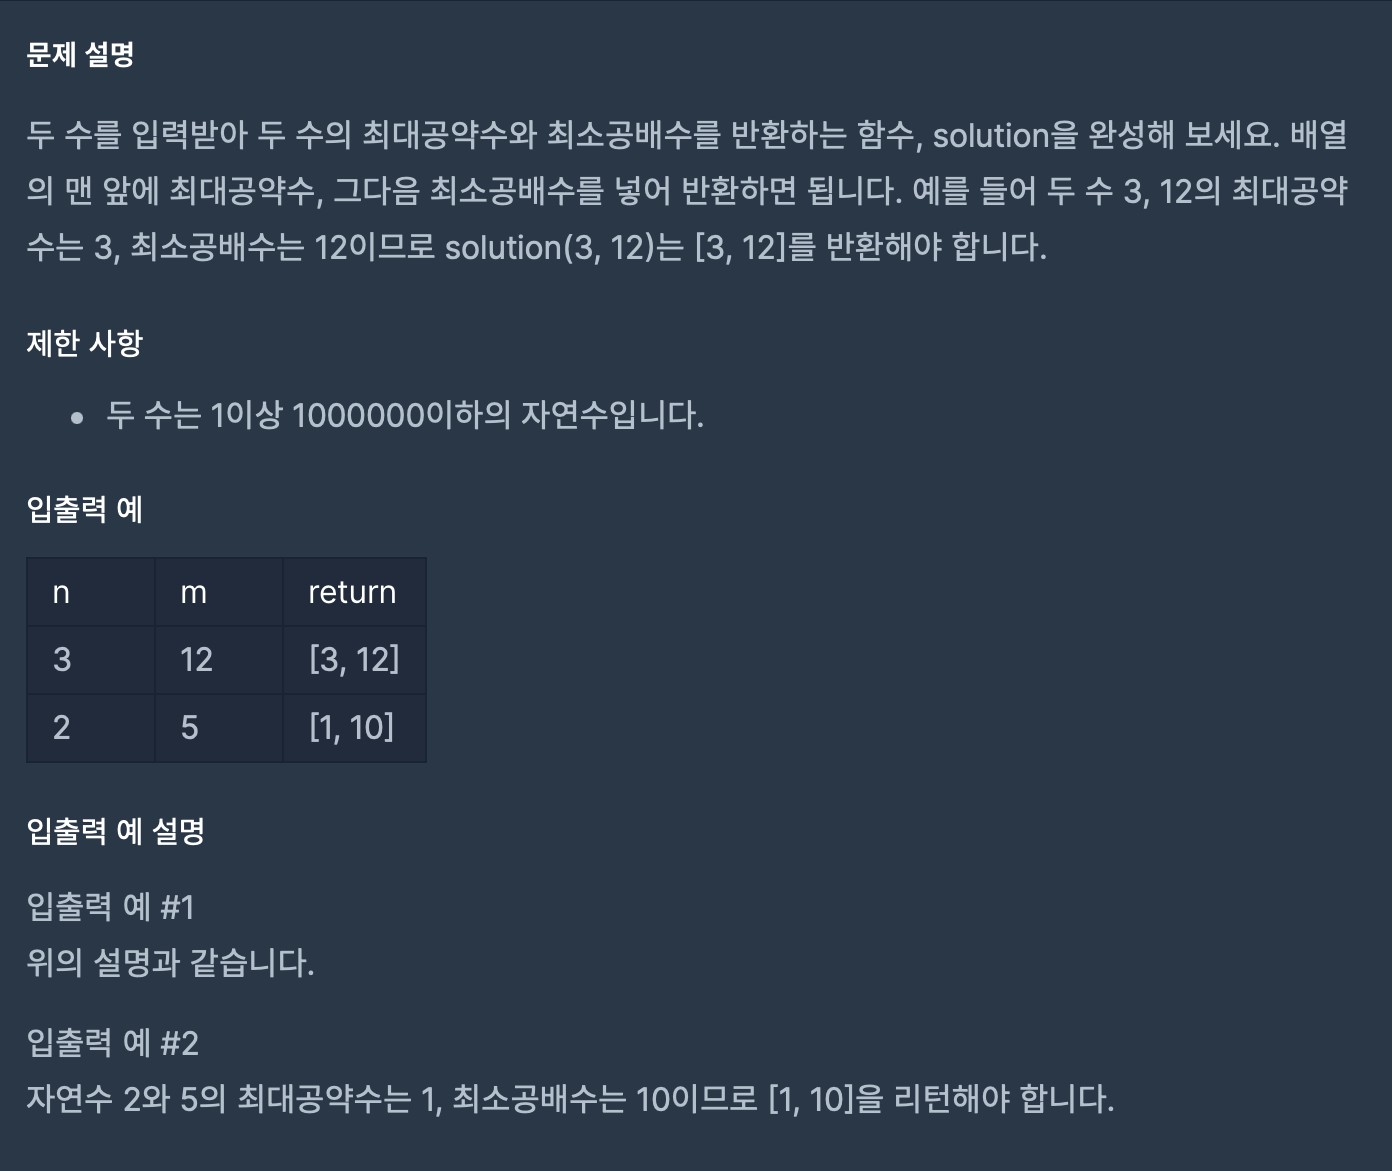 문제 설명
두 수를 입력받아 두 수의 최대공약수와 최소공배수를 반환하는 함수, solution을 완성해 보세요. 배열
의 맨 앞에 최대공약수, 그다음 최소공배수를 넣어 반환하면 됩니다. 예를 들어 두 수 3, 12의 최대공약
수는 3, 최소공배수는 12이므로 solution(3, 12)는 [3, 12]를 반환해야 합니다.
제한 사항
• 두 수는 1이상 1000000이하의 자연수입니다.
입출력 예
n m return
3 12 [3, 12]
2 5 [1, 10]
입출력 예 설명
입출력 예 #1
위의 설명과 같습니다.
입출력 예 #2
자연수 2와 5의 최대공약수는 1, 최소공배수는 10이므로 [1, 10]을 리턴해야 합니다.